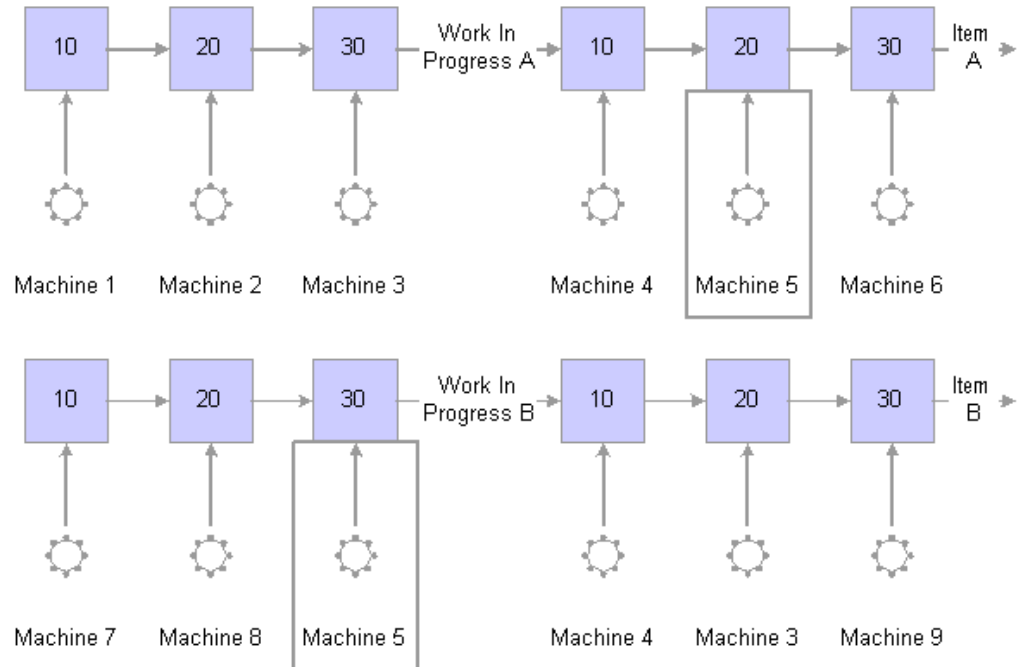 10
20
30
Work In
Progress A
10
20
30
Item
A
Machine 1
Machine 2
Machine 3
Machine 4
Machine 5
Machine 6
10
20
30
Work In
Progress B
10
20
30
Item
B
Machine 7
Machine 8
Machine 5
Machine 4
Machine 3
Machine 9